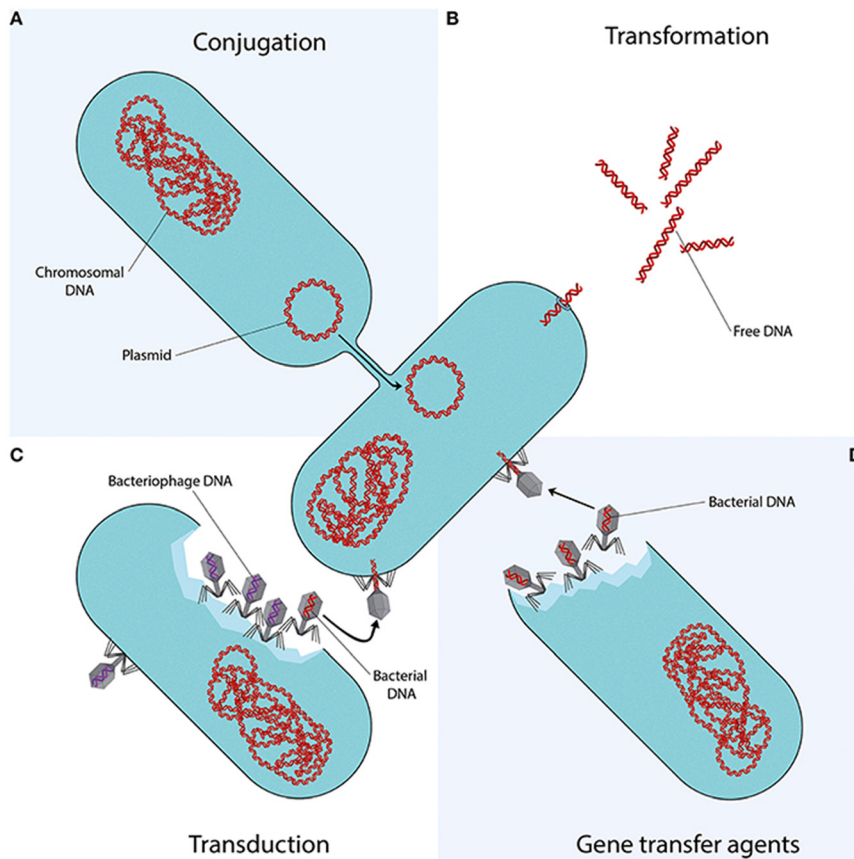 A
Conjugation
B
Transformation
Chromosomal
DNA
Plasmid
Free DNA
C
Bacteriophage DNA
D
Bacterial DNA
Bacterial
DNA
Transduction
Gene transfer agents